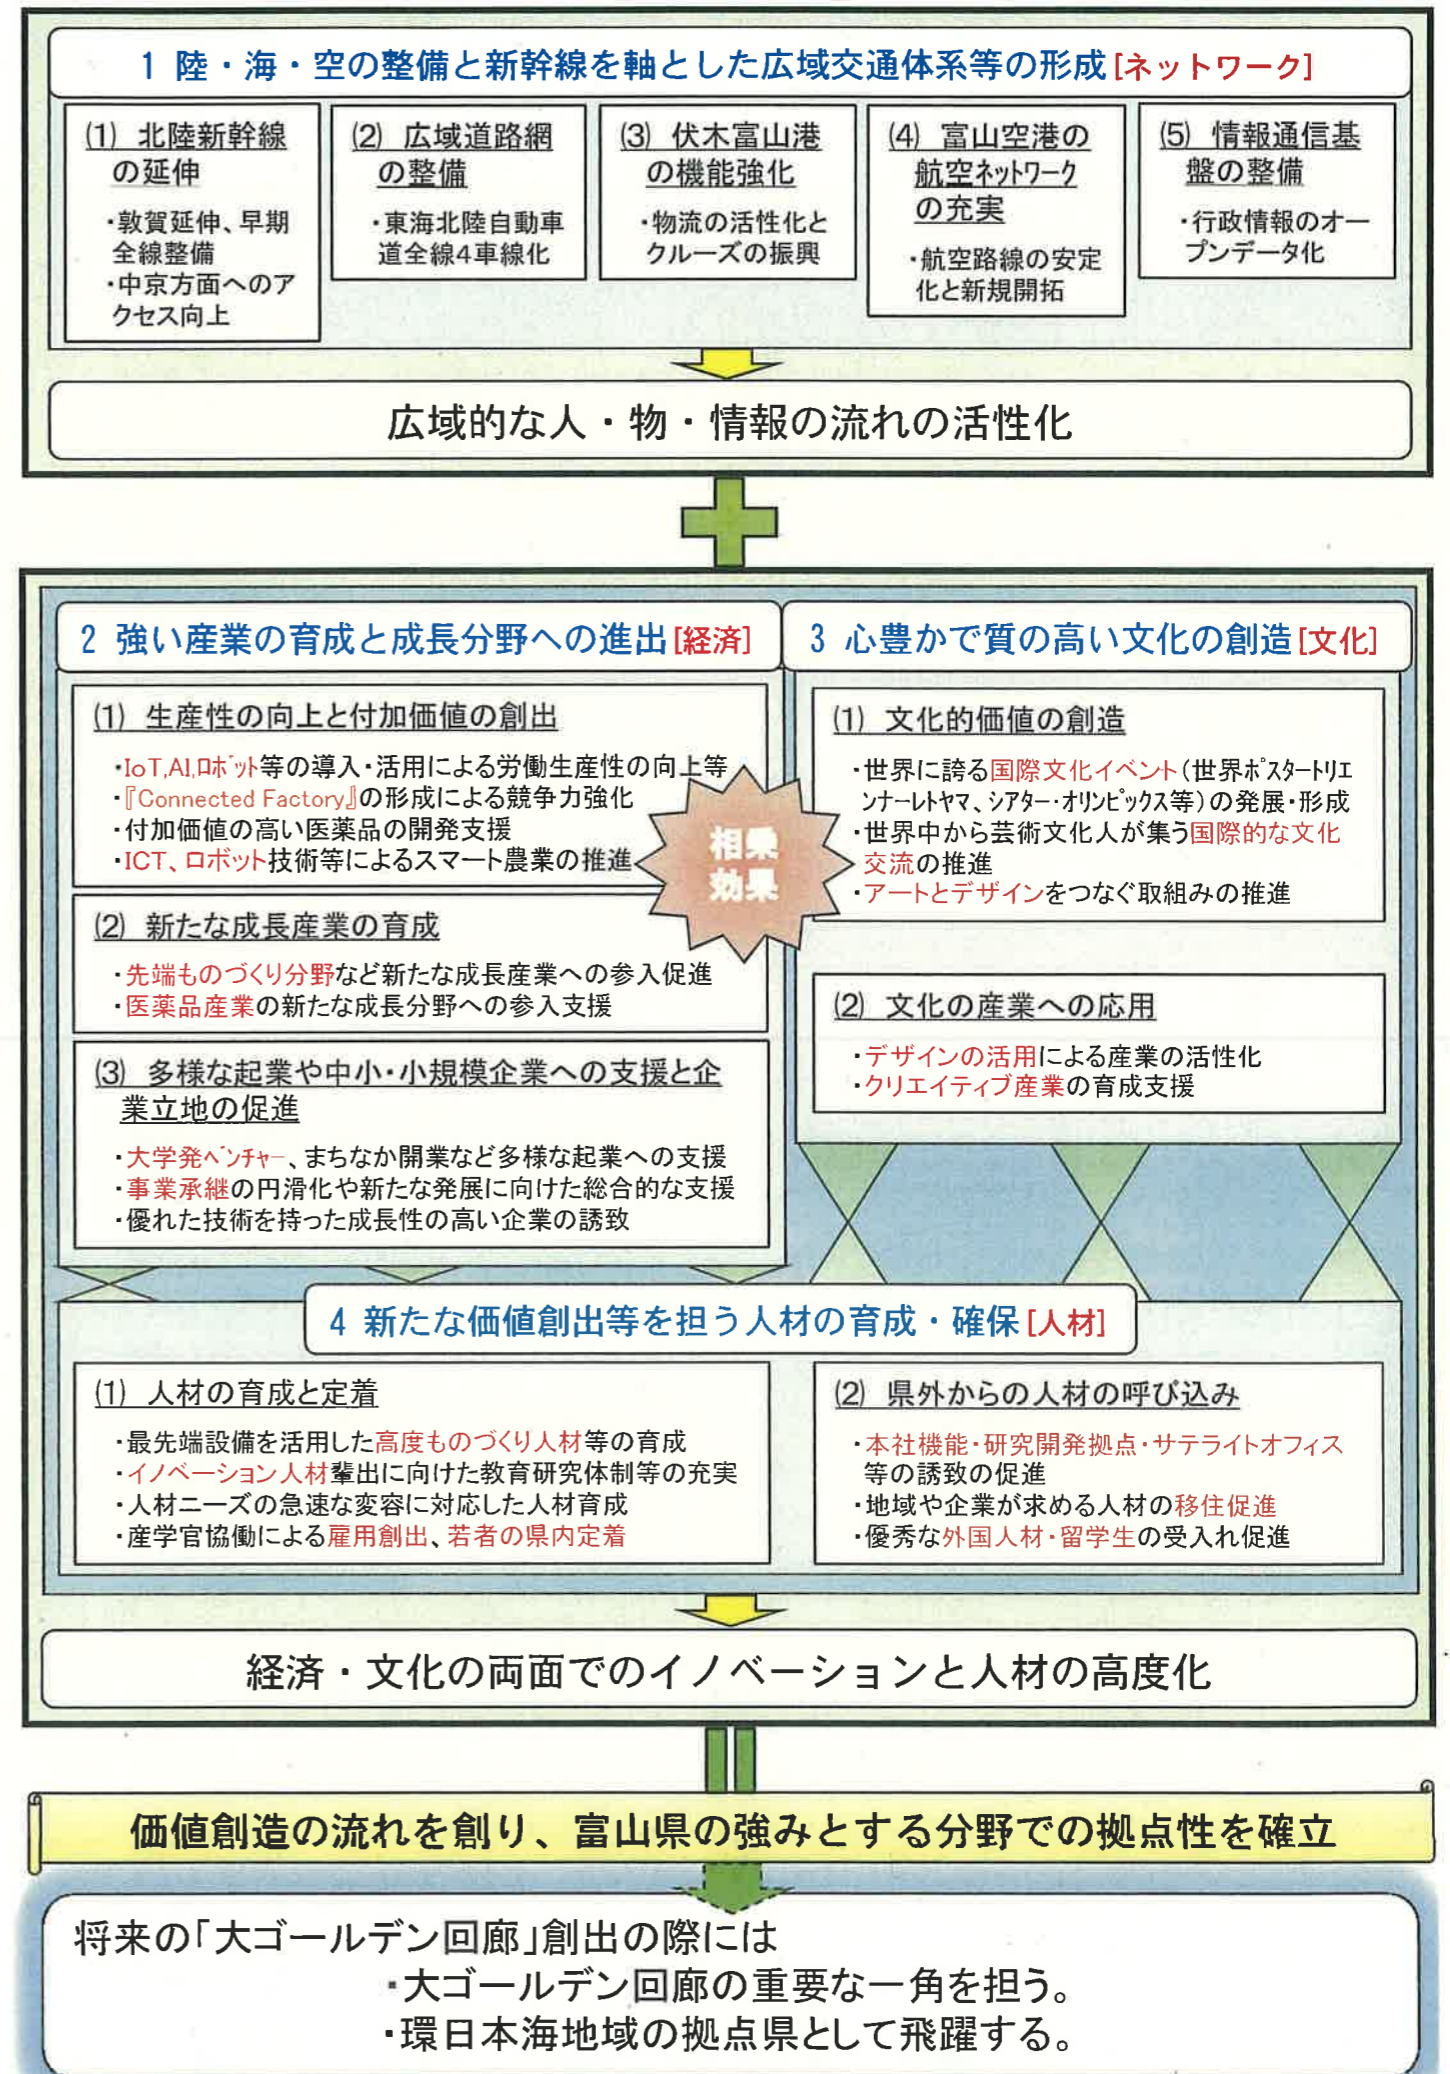 1 陸・海・空の整備と新幹線を軸とした広域交通体系等の形成[ネットワーク]
(1) 北陸新幹線
の延伸
・敦賀延伸、早期
全線整備
・中京方面へのア
クセス向上
(2) 広域道路網
の整備
・東海北陸自動車
道全線4車線化
(3) 伏木富山港
の機能強化
・物流の活性化と
クルーズの振興
(4) 富山空港の
航空ネットワーク
の充実
・航空路線の安定
化と新規開拓
(5) 情報通信基
盤の整備
・行政情報のオー
プンデータ化
広域的な人・物・情報の流れの活性化
2 強い産業の育成と成長分野への進出[経済]
(1) 生産性の向上と付加価値の創出
・IoT,AI,ロボット等の導入・活用による労働生産性の向上等
・『Connected Factory』の形成による競争力強化
・付加価値の高い医薬品の開発支援
・ICT、ロボット技術等によるスマート農業の推進
(2) 新たな成長産業の育成
・先端ものづくり分野など新たな成長産業への参入促進
・医薬品産業の新たな成長分野への参入支援
(3) 多様な起業や中小・小規模企業への支援と企
業立地の促進
・大学発ベンチャー、まちなか開業など多様な起業への支援
・事業承継の円滑化や新たな発展に向けた総合的な支援
・優れた技術を持った成長性の高い企業の誘致
相乗
効果
3 心豊かで質の高い文化の創造[文化]
(1) 文化的価値の創造
・世界に誇る国際文化イベント(世界ポスタートリエ
ンナーレトヤマ、シアター・オリンピックス等)の発展・形成
・世界中から芸術文化人が集う国際的な文化
交流の推進
・アートとデザインをつなぐ取組みの推進
(2) 文化の産業への応用
・デザインの活用による産業の活性化
・クリエイティブ産業の育成支援
4 新たな価値創出等を担う人材の育成・確保[人材]
(1) 人材の育成と定着
・最先端設備を活用した高度ものづくり人材等の育成
・イノベーション人材輩出に向けた教育研究体制等の充実
・人材ニーズの急速な変容に対応した人材育成
・産学官協働による雇用創出、若者の県内定着
(2) 県外からの人材の呼び込み
・本社機能・研究開発拠点・サテライトオフィス
等の誘致の促進
・地域や企業が求める人材の移住促進
・優秀な外国人材・留学生の受入れ促進
経済・文化の両面でのイノベーションと人材の高度化
価値創造の流れを創り、富山県の強みとする分野での拠点性を確立
将来の「大ゴールデン回廊」創出の際には
・大ゴールデン回廊の重要な一角を担う。
・環日本海地域の拠点県として飛躍する。